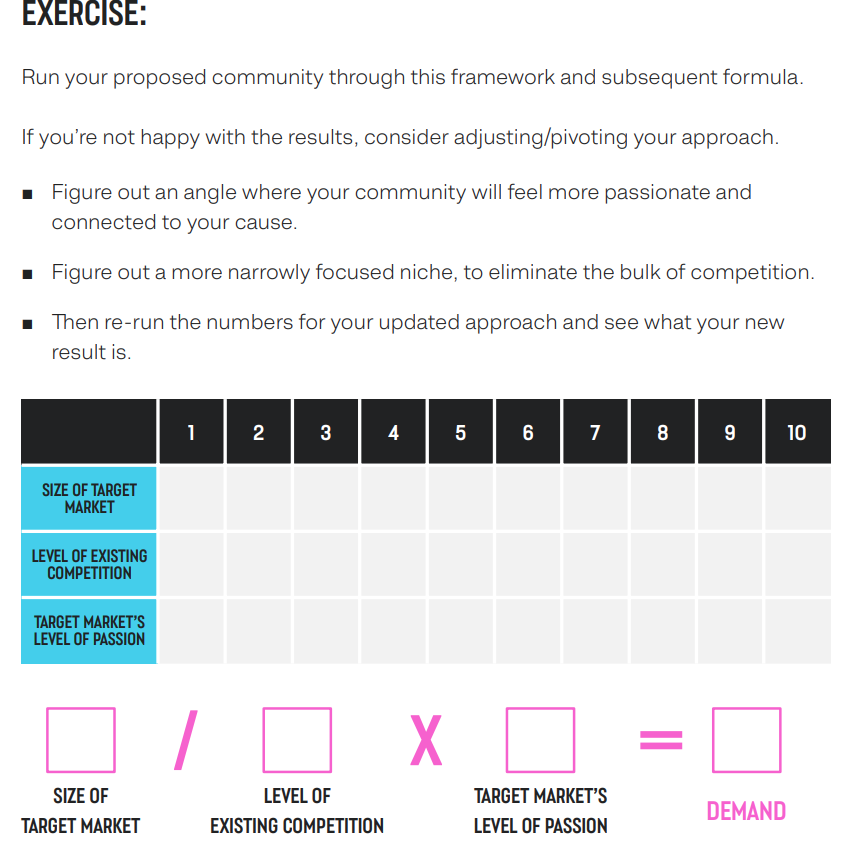 EXERCISE:
Run your proposed community through this framework and subsequent formula.
If you're not happy with the results, consider adjusting/pivoting your approach.
■ Figure out an angle where your community will feel more passionate and
connected to your cause.
■ Figure out a more narrowly focused niche, to eliminate the bulk of competition.
■ Then re-run the numbers for your updated approach and see what your new
result is.
1 2 3 4 5 6 7 8 9 10
SIZE OF TARGET
MARKET
LEVEL OF EXISTING
COMPETITION
TARGET MARKET'S
LEVEL OF PASSION
/ X =
SIZE OF
TARGET MARKET
LEVEL OF
EXISTING COMPETITION
TARGET MARKET'S
LEVEL OF PASSION
DEMAND